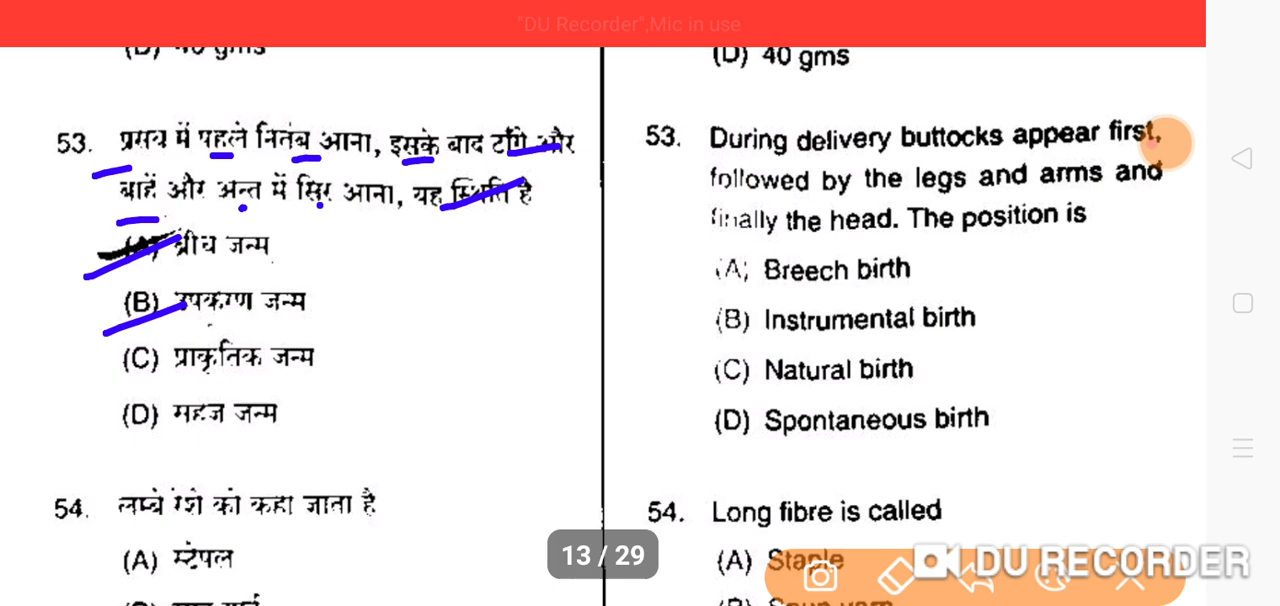 "DU Recorder",Mic in use
(D) 40 gms
53. प्रसव में पहले नितंब आना, इसके बाद टाँगे और
बाहें और अन्त में सिर आना, यह स्थिति है
(A) ब्रीच जन्म
(B) उपकरण जन्म
(C) प्राकृतिक जन्म
(D) सहज जन्म
54. लम्बे रेशे को कहा जाता है
(A) स्टेपल
(D) 40 gms
53. During delivery buttocks appear first,
followed by the legs and arms and
finally the head. The position is
(A) Breech birth
(B) Instrumental birth
(C) Natural birth
(D) Spontaneous birth
54. Long fibre is called
(A) Staple
13 / 29
DU RECORDER